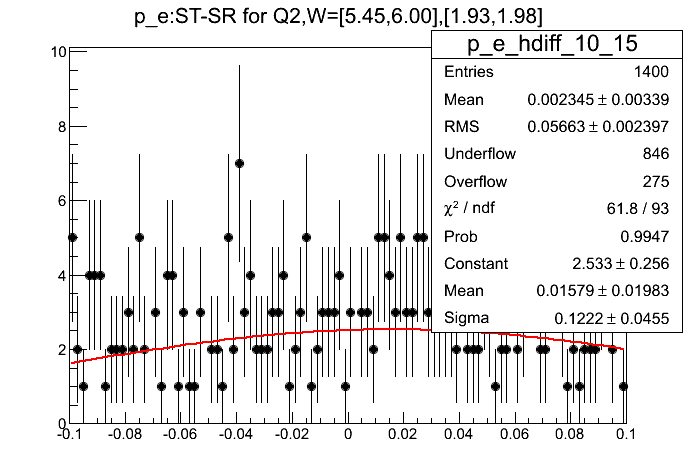 p_e:ST-SR for Q2,W=[5.45,6.00],[1.93,1.98]
p_e_hdiff_10_15
Entries 1400
Mean 0.002345 ± 0.00339
RMS 0.05663 ± 0.002397
Underflow 846
Overflow 275
χ² / ndf 61.8 / 93
Prob 0.9947
Constant 2.533 ± 0.256
Mean 0.01579 ± 0.01983
Sigma 0.1222 ± 0.0455
10
8
6
4
2
0
-0.1 -0.08 -0.06 -0.04 -0.02 0 0.02 0.04 0.06 0.08 0.1